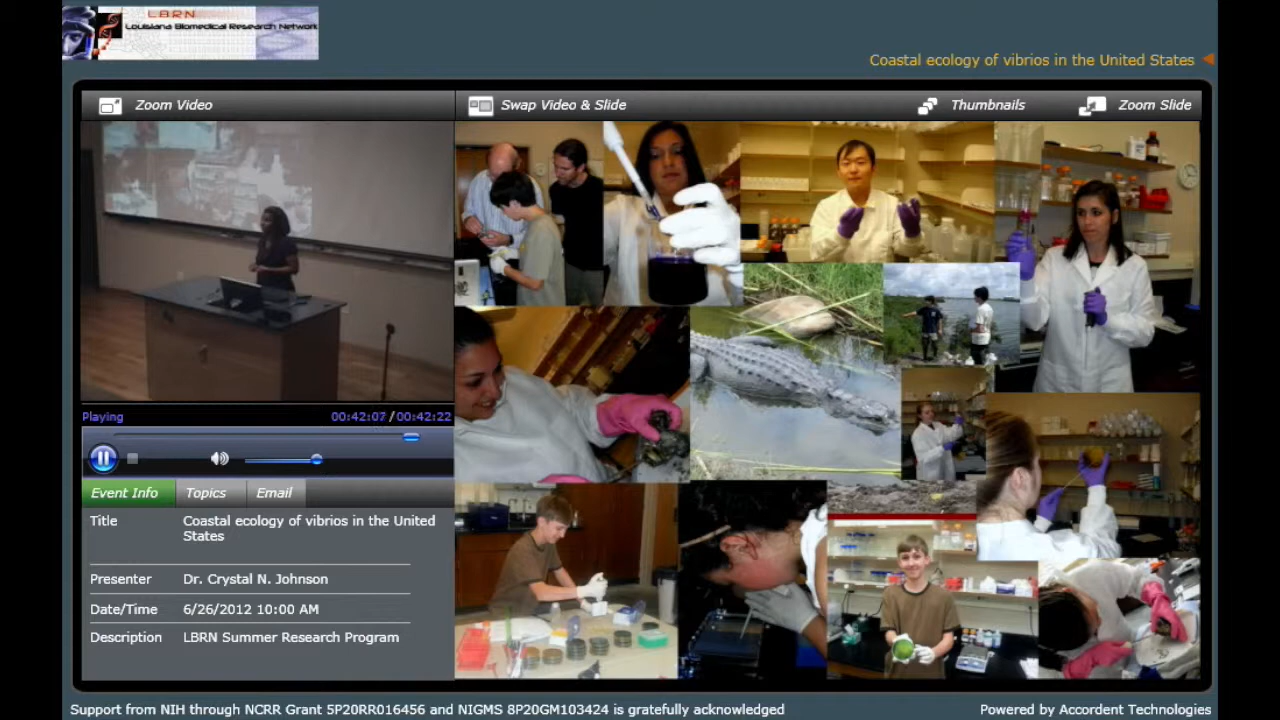 LBRN
Louisiana Biomedical Research Network
Coastal ecology of vibrios in the United States
Zoom Video
Swap Video & Slide
Thumbnails
Zoom Slide
Playing
00:42:07 / 00:42:22
Event Info
Topics
Email
Title
Coastal ecology of vibrios in the United
States
Presenter
Dr. Crystal N. Johnson
Date/Time
6/26/2012 10:00 AM
Description
LBRN Summer Research Program
Support from NIH through NCRR Grant 5P20RR016456 and NIGMS 8P20GM103424 is gratefully acknowledged
Powered by Accordent Technologies